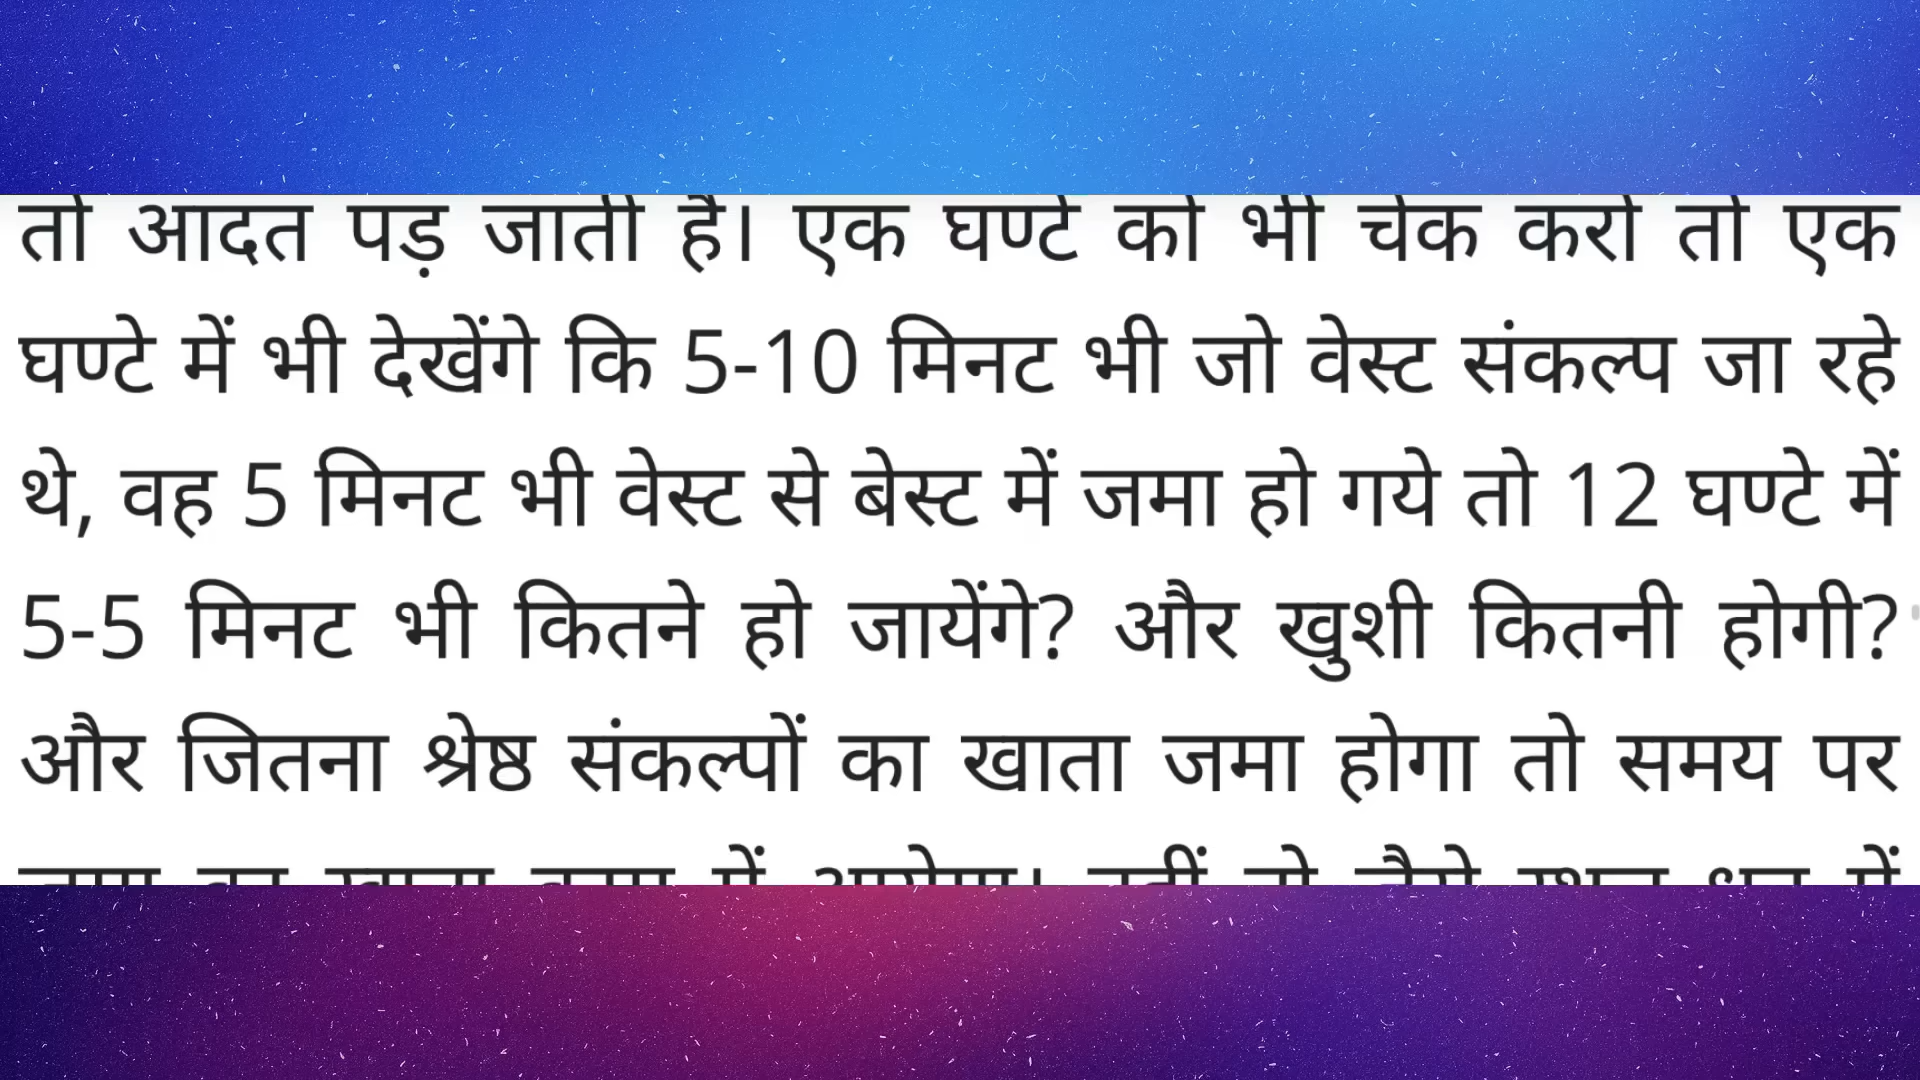 तो आदत पड़ जाती है। एक घण्टे को भी चेक करो तो एक
घण्टे में भी देखेंगे कि 5-10 मिनट भी जो वेस्ट संकल्प जा रहे
थे, वह 5 मिनट भी वेस्ट से बेस्ट में जमा हो गये तो 12 घण्टे में
5-5 मिनट भी कितने हो जायेंगे? और खुशी कितनी होगी?
और जितना श्रेष्ठ संकल्पों का खाता जमा होगा तो समय पर